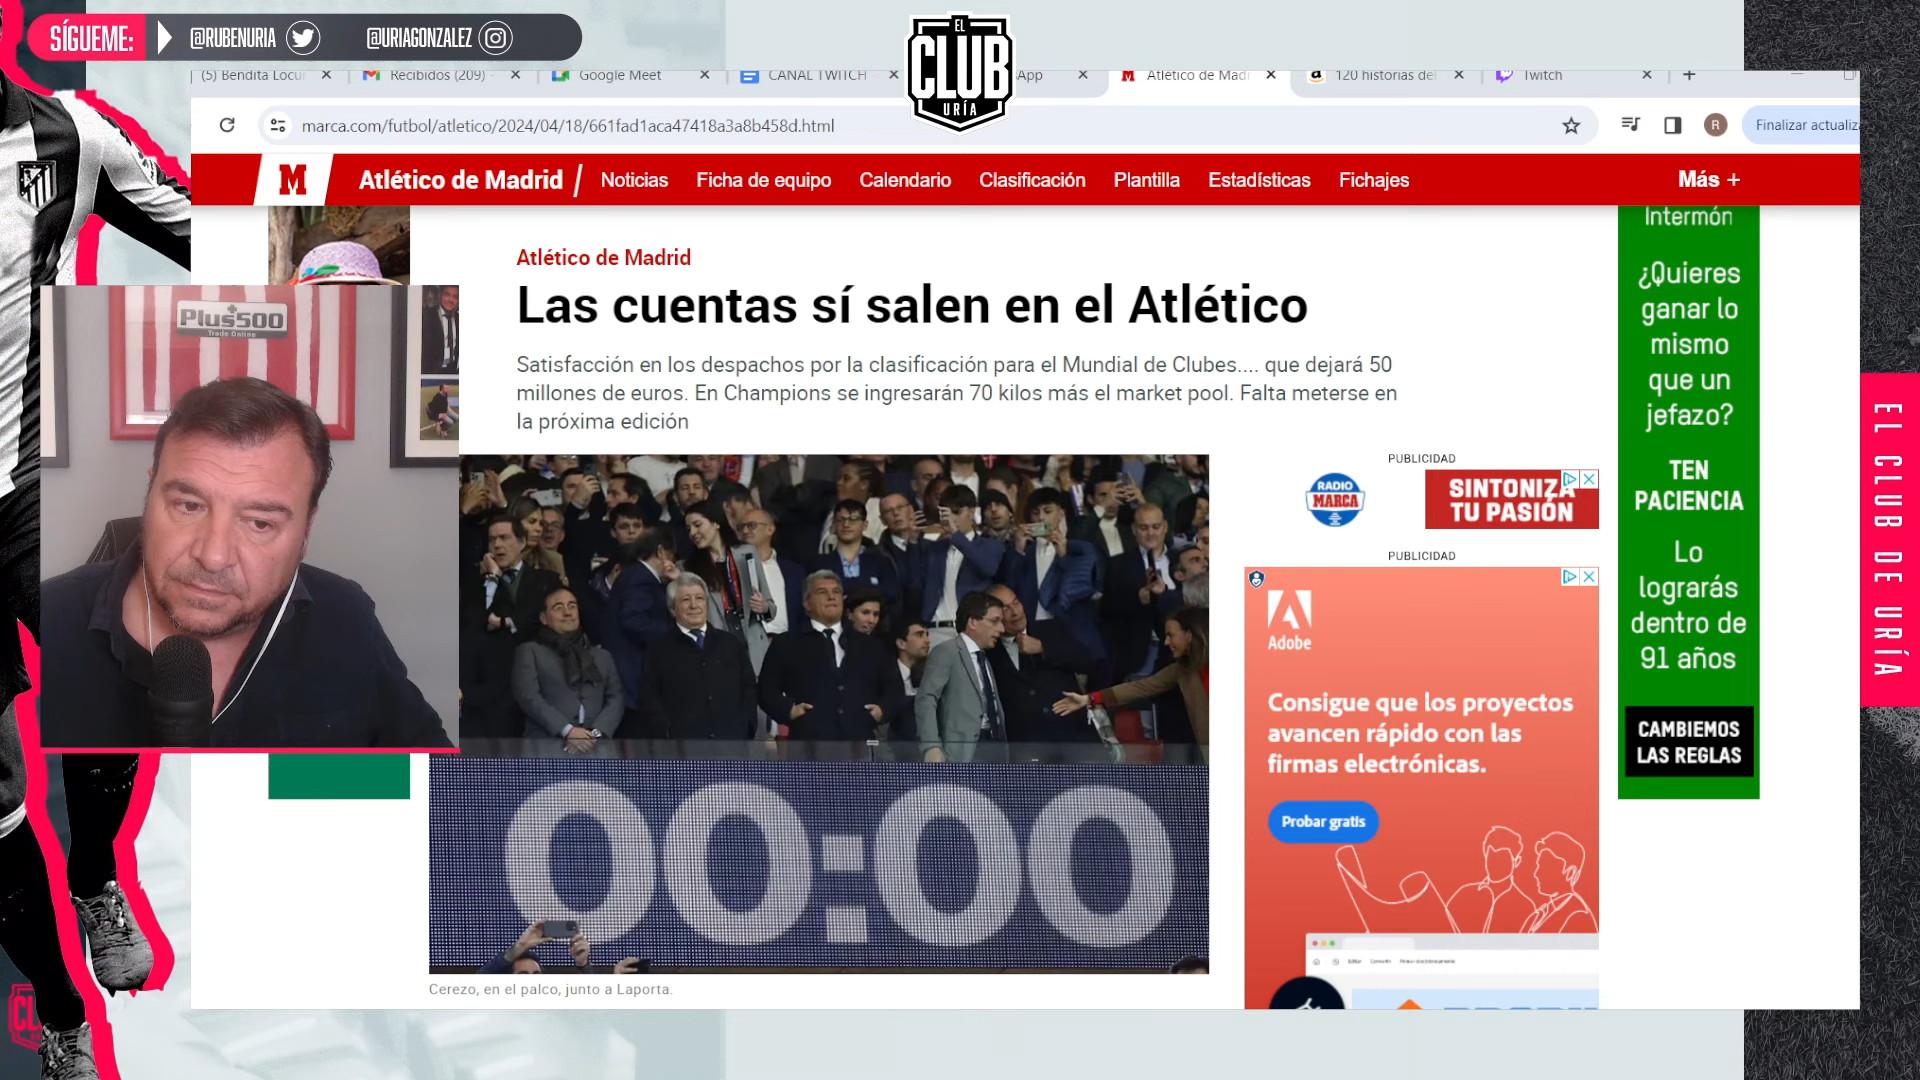 SÍGUEME:
@RUBENURIA
@URIAGONZALEZ
EL
CLUB
URÍA
(5) Bendita Locur
Recibidos (209) -
Google Meet
CANAL TWITCH -
App
M Atlético de Madr
120 historias del
Twitch
marca.com/futbol/atletico/2024/04/18/661fad1aca47418a3a8b458d.html
R
Finalizar actualiza
M
Atlético de Madrid /
Noticias
Ficha de equipo
Calendario
Clasificación
Plantilla
Estadísticas
Fichajes
Más +
Atlético de Madrid
Las cuentas sí salen en el Atlético
Satisfacción en los despachos por la clasificación para el Mundial de Clubes.... que dejará 50
millones de euros. En Champions se ingresarán 70 kilos más el market pool. Falta meterse en
la próxima edición
Plus500
Trade Online
00:00
Cerezo, en el palco, junto a Laporta.
PUBLICIDAD
RADIO
MARCA
SINTONIZA
TU PASIÓN
PUBLICIDAD
Adobe
Consigue que los proyectos
avancen rápido con las
firmas electrónicas.
Probar gratis
Intermón
¿Quieres
ganar lo
mismo
que un
jefazo?
TEN
PACIENCIA
Lo
lograrás
dentro de
91 años
CAMBIEMOS
LAS REGLAS
EL CLUB DE URÍA